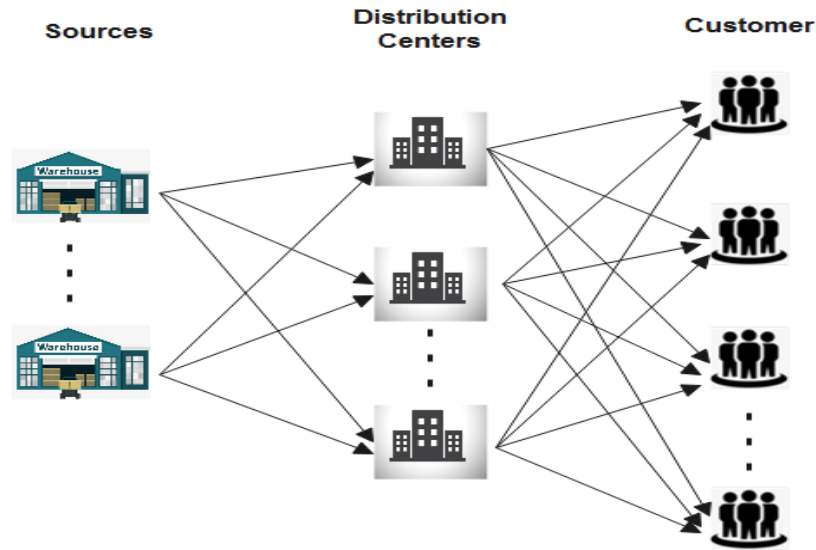 Sources
Distribution
Centers
Customer
Warehouse
Warehouse